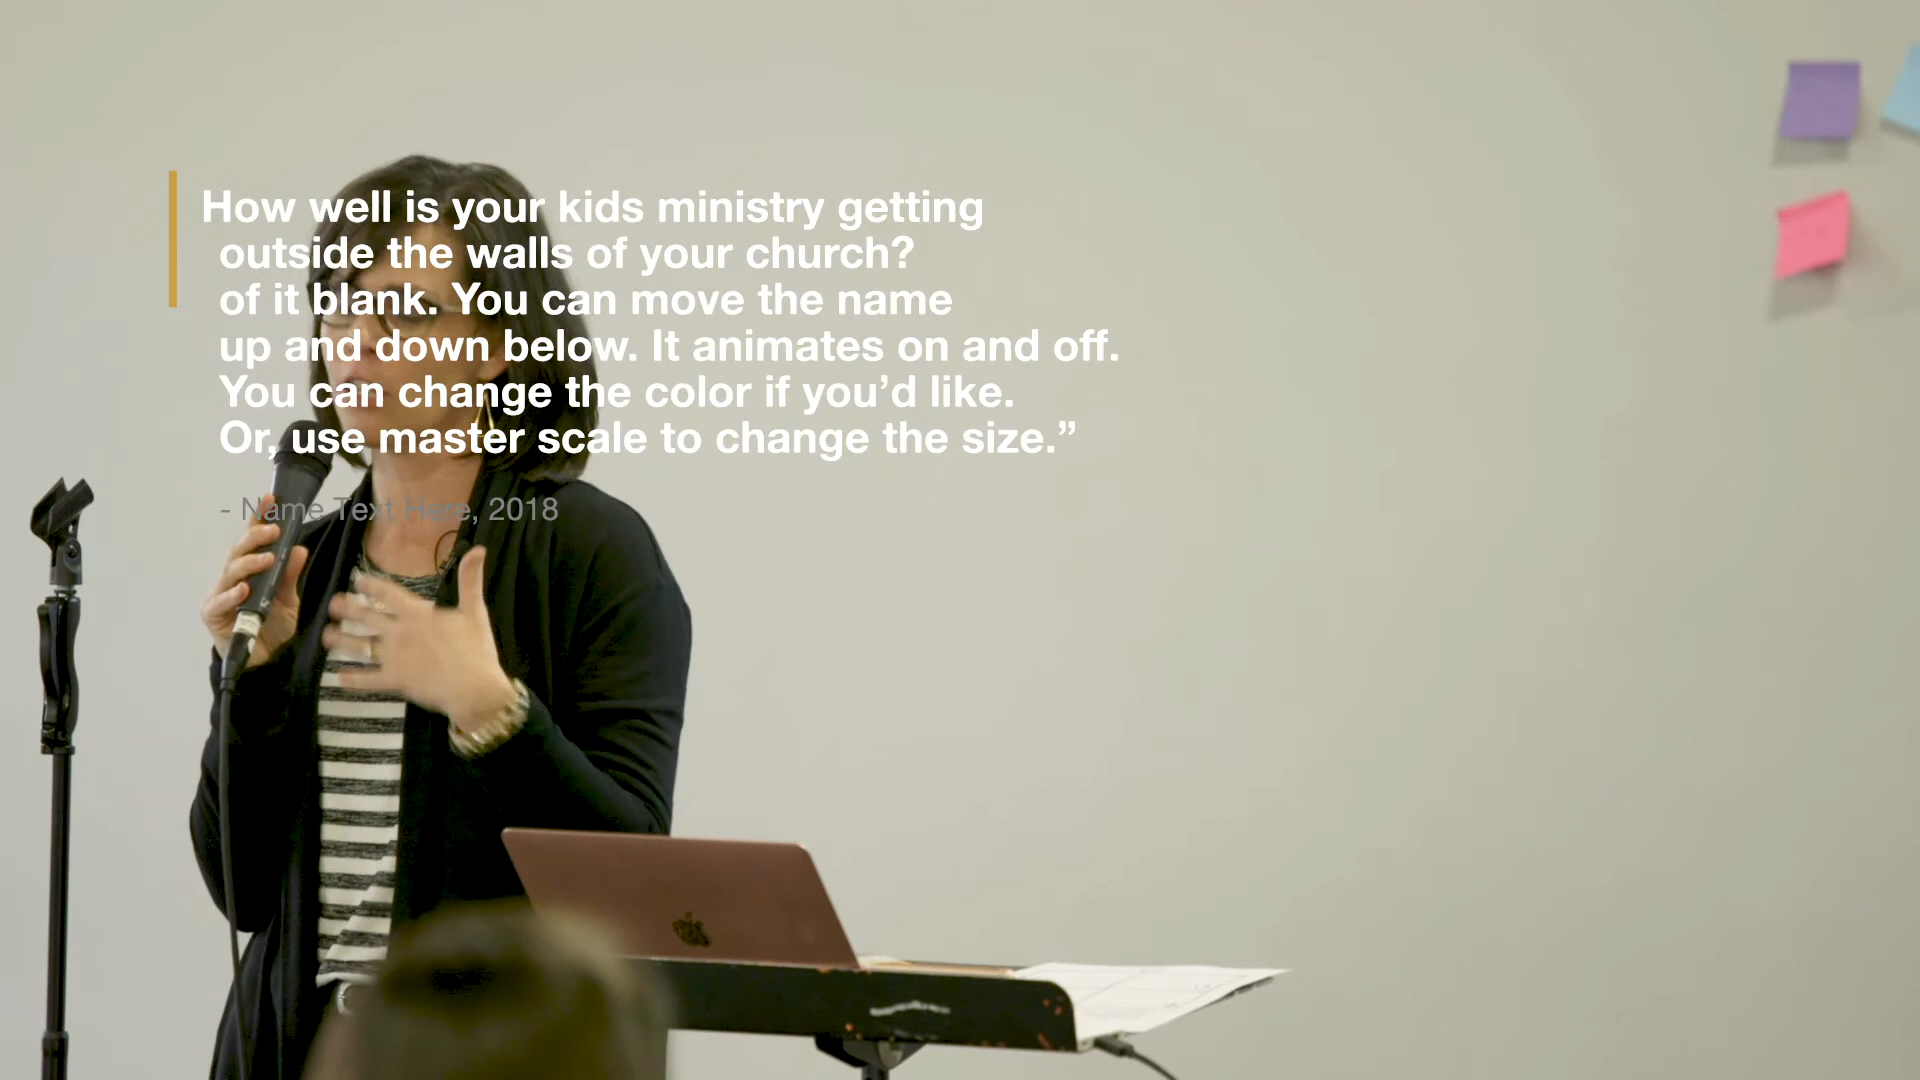 How well is your kids ministry getting
outside the walls of your church?
of it blank. You can move the name
up and down below. It animates on and off.
You can change the color if you’d like.
Or, use master scale to change the size.”
- Name Text Here, 2018